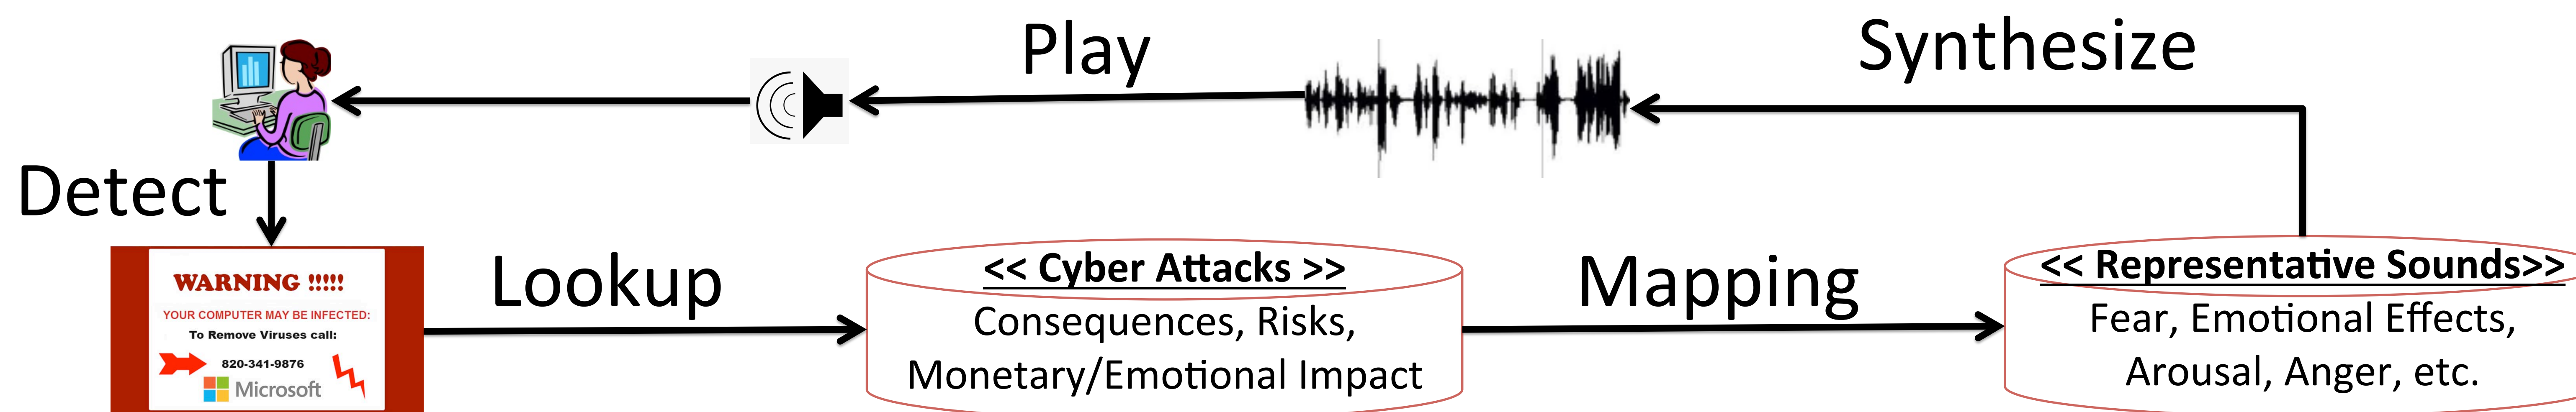 Play
Synthesize
Detect
WARNING !!!!!
YOUR COMPUTER MAY BE INFECTED:
To Remove Viruses call:
820-341-9876
Microsoft
Lookup
<< Cyber Attacks >>
Consequences, Risks,
Monetary/Emotional Impact
Mapping
<< Representative Sounds>>
Fear, Emotional Effects,
Arousal, Anger, etc.